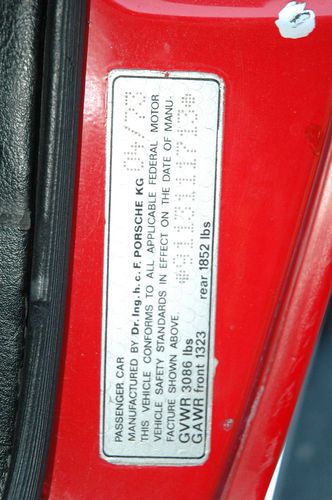 PASSENGER CAR
MANUFACTURED BY Dr. Ing. h. c. F. PORSCHE KG 04/73
THIS VEHICLE CONFORMS TO ALL APPLICABLE FEDERAL MOTOR
VEHICLE SAFETY STANDARDS IN EFFECT ON THE DATE OF MANU-
FACTURE SHOWN ABOVE
GVWR 3086 lbs
GAWR front 1323 rear 1852 lbs